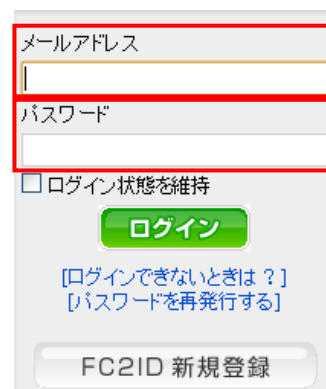 メールアドレス
パスワード
ログイン状態を維持
ログイン
[ログインできないときは ? ]
[パスワードを再発行する]
FC2ID 新規登録